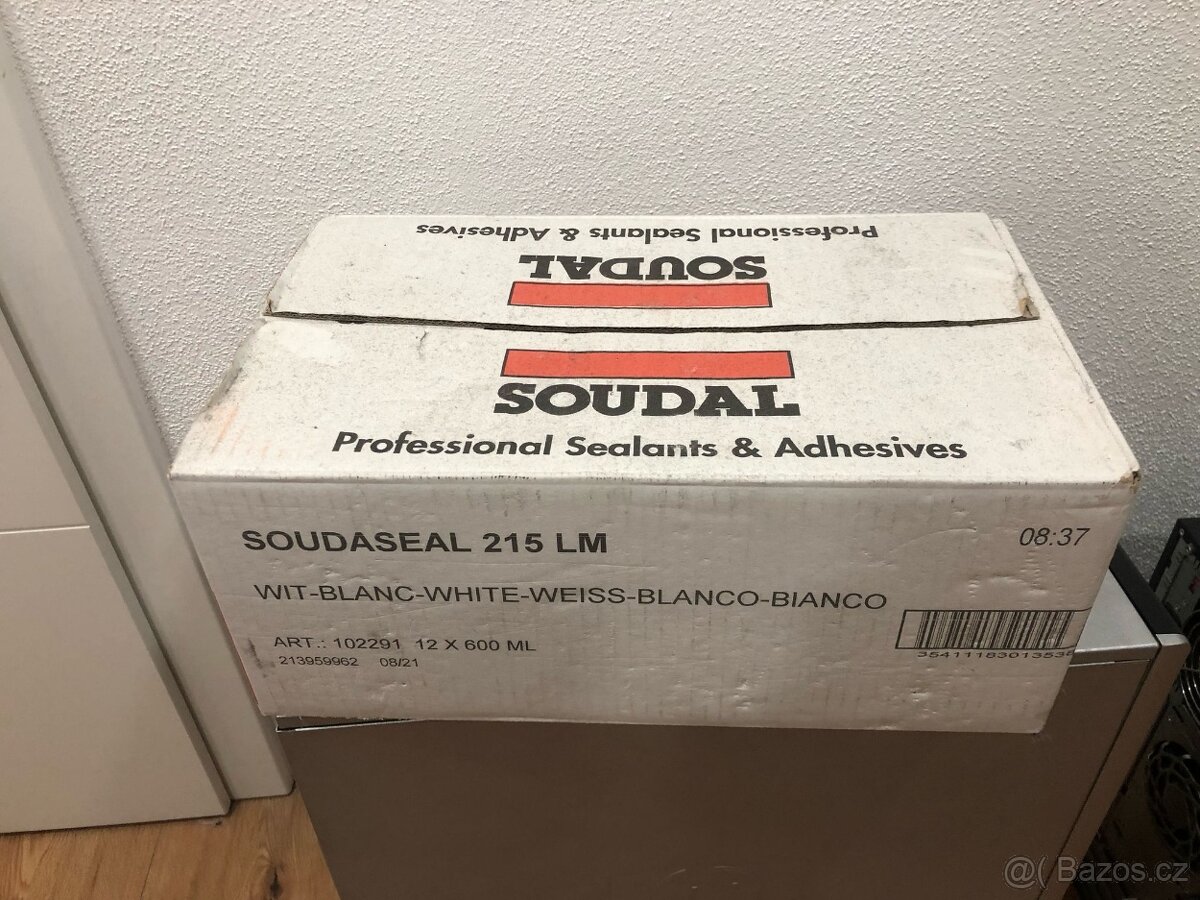 Professional Sealants & Adhesives
SOUDAL
SOUDAL
Professional Sealants & Adhesives
SOUDASEAL 215 LM
08:37
WIT-BLANC-WHITE-WEISS-BLANCO-BIANCO
ART.: 102291 12 X 600 ML
213959962 08/21
@( Bazos.cz